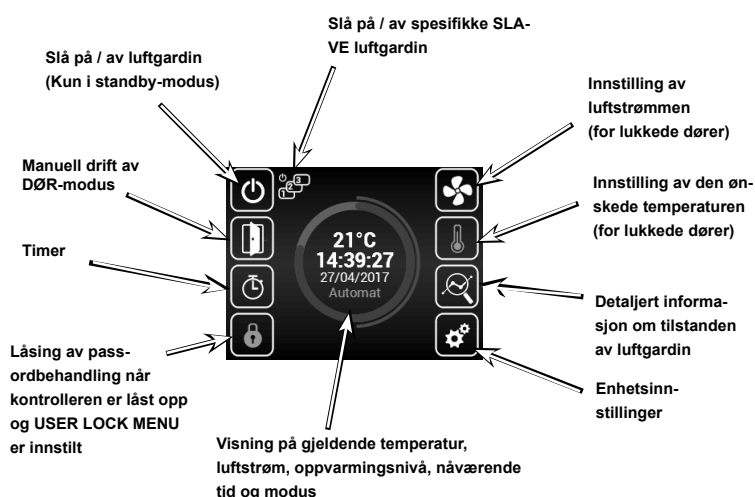 Slå på / av spesifikke SLA-
VE luftgardin
Slå på / av luftgardin
(Kun i standby-modus)
Manuell drift av
DØR-modus
Timer
Låsing av pass-
ordbehandling når
kontrolleren er låst opp
og USER LOCK MENU
er innstilt
1
2
3
21°C
14:39:27
27/04/2017
Automat
Innstilling av
luftstrømmen
(for lukkede dører)
Innstilling av den øn-
skede temperaturen
(for lukkede dører)
Detaljert informa-
sjon om tilstanden
av luftgardin
Enhetsinn-
stillinger
Visning på gjeldende temperatur,
luftstrøm, oppvarmingsnivå, nåværende
tid og modus